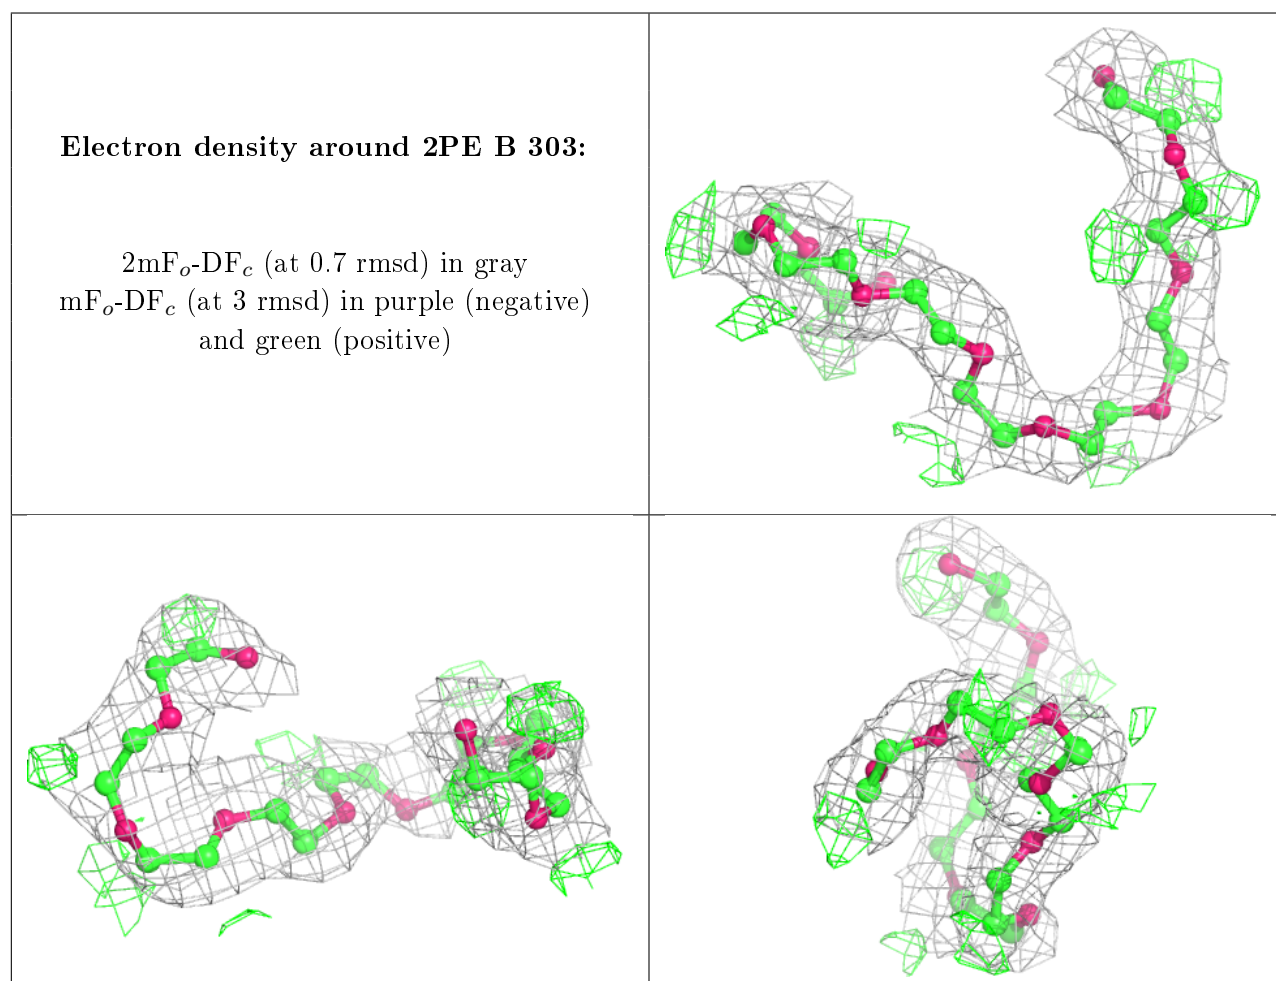 Electron density around 2PE B 303:
2mFₒ-DF𝒸 (at 0.7 rmsd) in gray
mFₒ-DF𝒸 (at 3 rmsd) in purple (negative)
and green (positive)